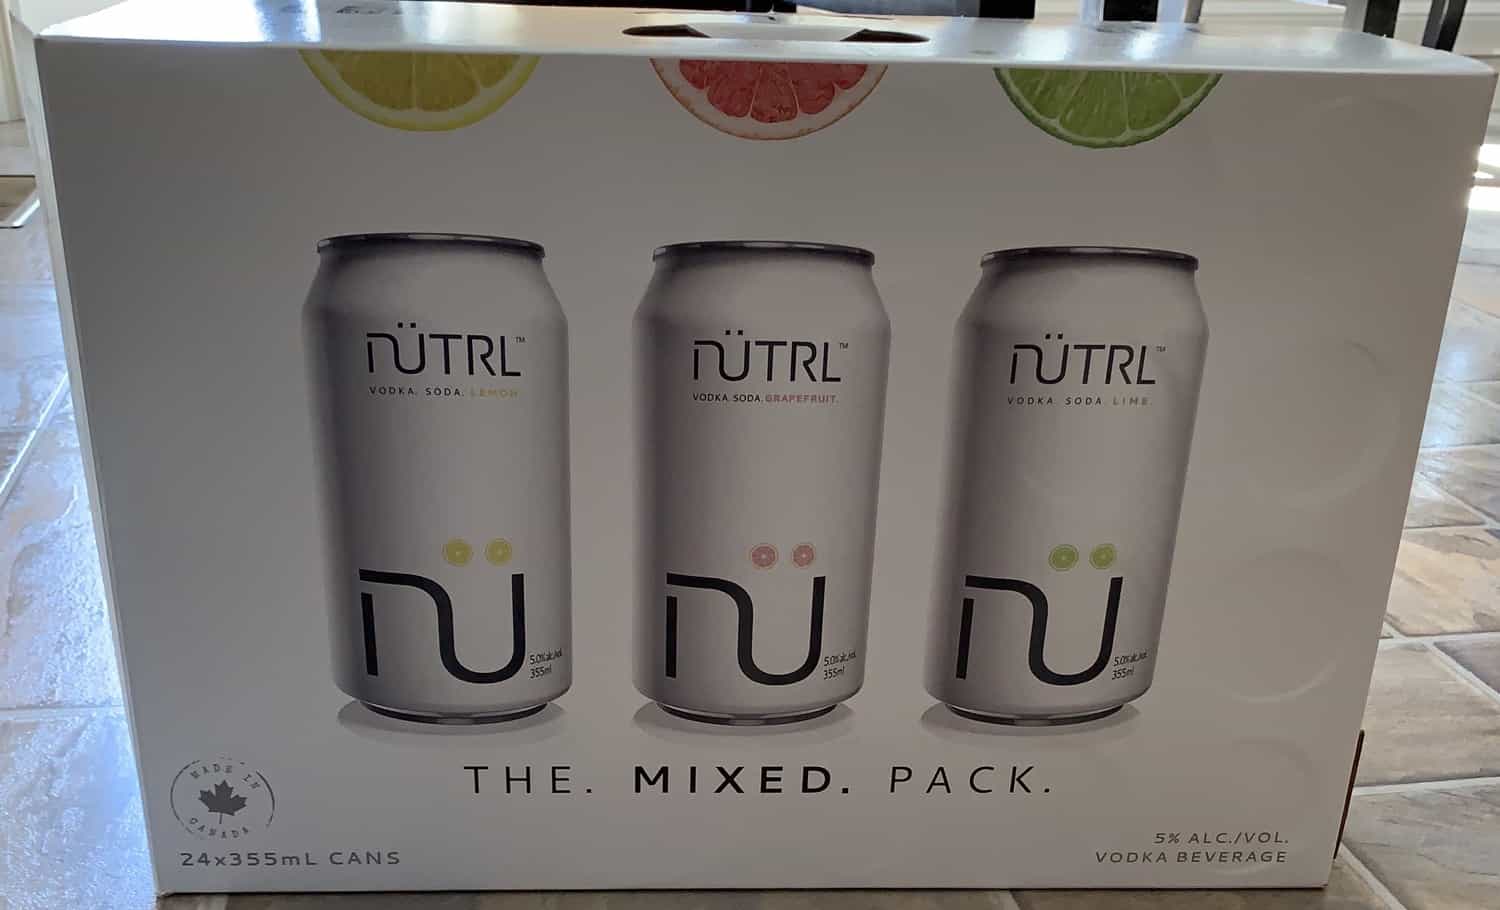 NÜTRL™
VODKA. SODA. LEMON.
NÜ
5.0% alc./vol.
355ml
NÜTRL™
VODKA. SODA. GRAPEFRUIT.
NÜ
5.0% alc./vol.
355ml
NÜTRL™
VODKA. SODA. LIME.
NÜ
5.0% alc./vol.
355ml
THE. MIXED. PACK.
MADE IN
CANADA
24x355mL CANS
5% ALC./VOL.
VODKA BEVERAGE